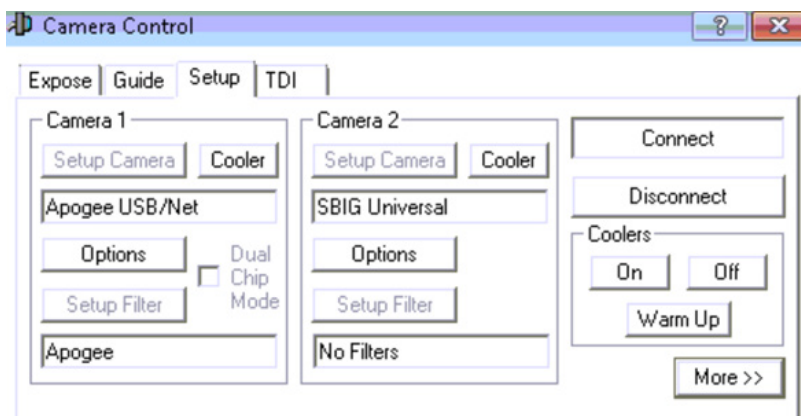 Camera Control
?
Expose Guide Setup TDI
Camera 1
Setup Camera Cooler
Apogee USB/Net
Options
Dual Chip Mode
Setup Filter
Apogee
Camera 2
Setup Camera Cooler
SBIG Universal
Options
Setup Filter
No Filters
Connect
Disconnect
Coolers
On Off
Warm Up
More >>